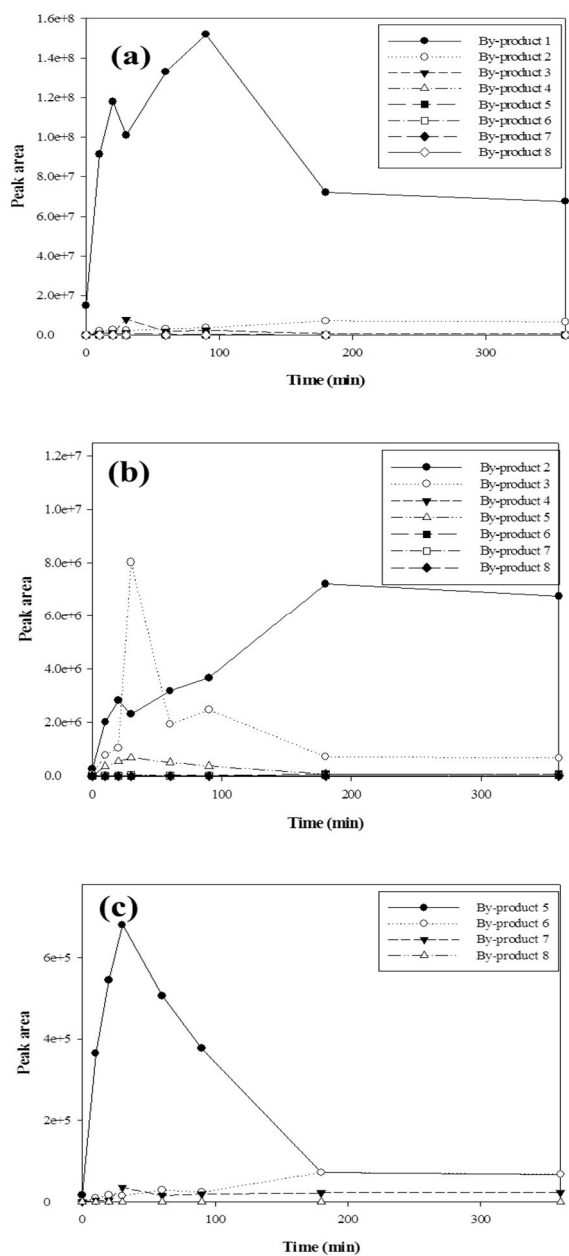 (a)
By-product 1
By-product 2
By-product 3
By-product 4
By-product 5
By-product 6
By-product 7
By-product 8
1.6e+8
1.4e+8
1.2e+8
1.0e+8
8.0e+7
6.0e+7
4.0e+7
2.0e+7
0.0
Peak area
0 100 200 300
Time (min)
(b)
By-product 2
By-product 3
By-product 4
By-product 5
By-product 6
By-product 7
By-product 8
1.2e+7
1.0e+7
8.0e+6
6.0e+6
4.0e+6
2.0e+6
0.0
Peak area
0 100 200 300
Time (min)
(c)
By-product 5
By-product 6
By-product 7
By-product 8
6e+5
4e+5
2e+5
0
Peak area
0 100 200 300
Time (min)